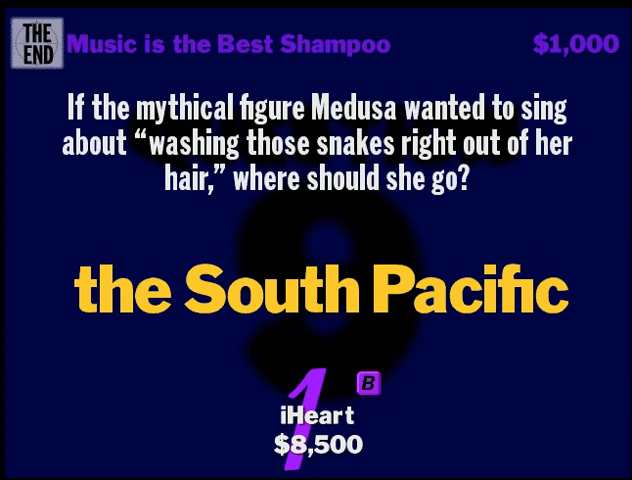 THE
END
Music is the Best Shampoo
$1,000
If the mythical figure Medusa wanted to sing
about “washing those snakes right out of her
hair,” where should she go?
9
the South Pacific
1
B
iHeart
$8,500